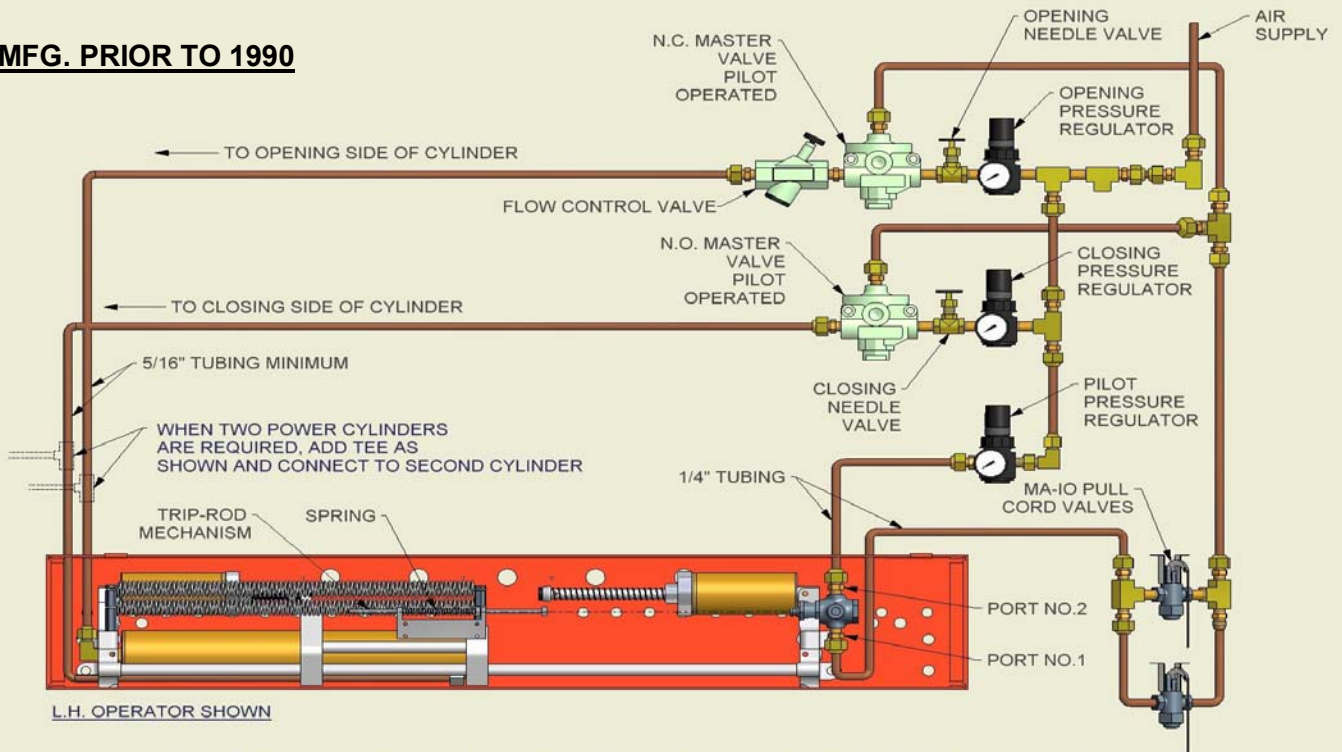 MFG. PRIOR TO 1990
N.C. MASTER
VALVE
PILOT
OPERATED
OPENING
NEEDLE VALVE
AIR
SUPPLY
OPENING
PRESSURE
REGULATOR
TO OPENING SIDE OF CYLINDER
FLOW CONTROL VALVE
N.O. MASTER
VALVE
PILOT
OPERATED
CLOSING
PRESSURE
REGULATOR
TO CLOSING SIDE OF CYLINDER
5/16" TUBING MINIMUM
CLOSING
NEEDLE
VALVE
PILOT
PRESSURE
REGULATOR
WHEN TWO POWER CYLINDERS
ARE REQUIRED, ADD TEE AS
SHOWN AND CONNECT TO SECOND CYLINDER
1/4" TUBING
MA-IO PULL
CORD VALVES
TRIP-ROD
MECHANISM
SPRING
PORT NO.2
PORT NO.1
L.H. OPERATOR SHOWN